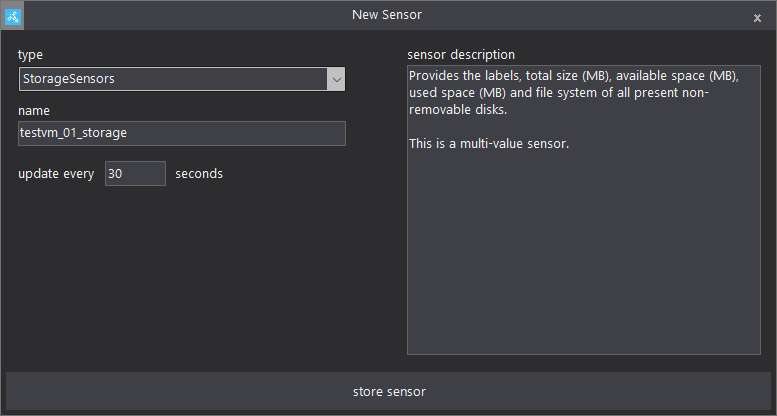 New Sensor
x
type
StorageSensors
name
testvm_01_storage
update every 30 seconds
sensor description
Provides the labels, total size (MB), available space (MB),
used space (MB) and file system of all present non-
removable disks.
This is a multi-value sensor.
store sensor